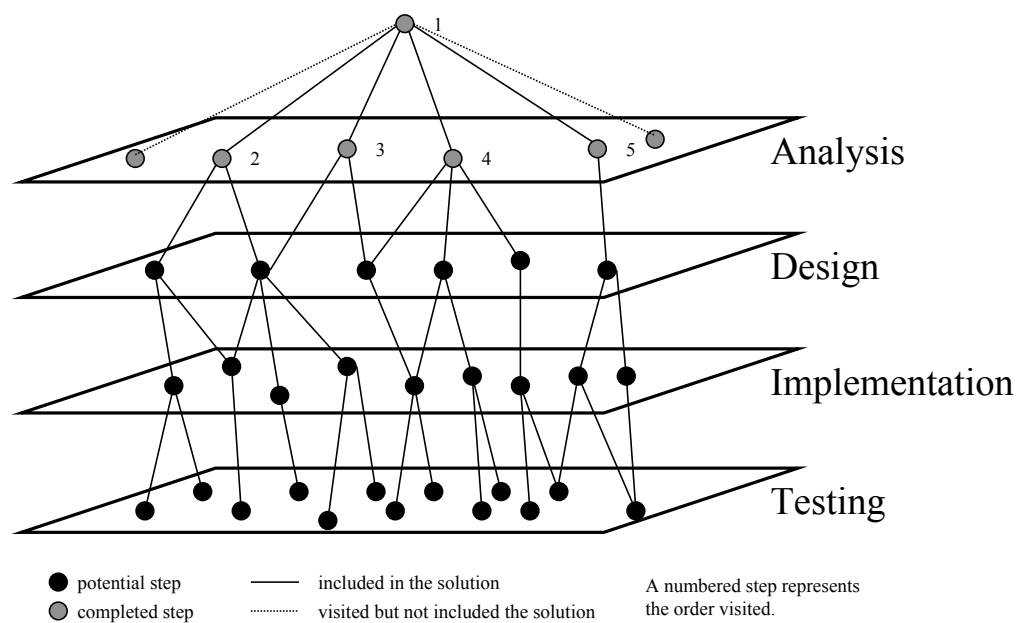 1
2
3
4
5
Analysis
Design
Implementation
Testing
potential step
included in the solution
A numbered step represents
the order visited.
completed step
visited but not included the solution